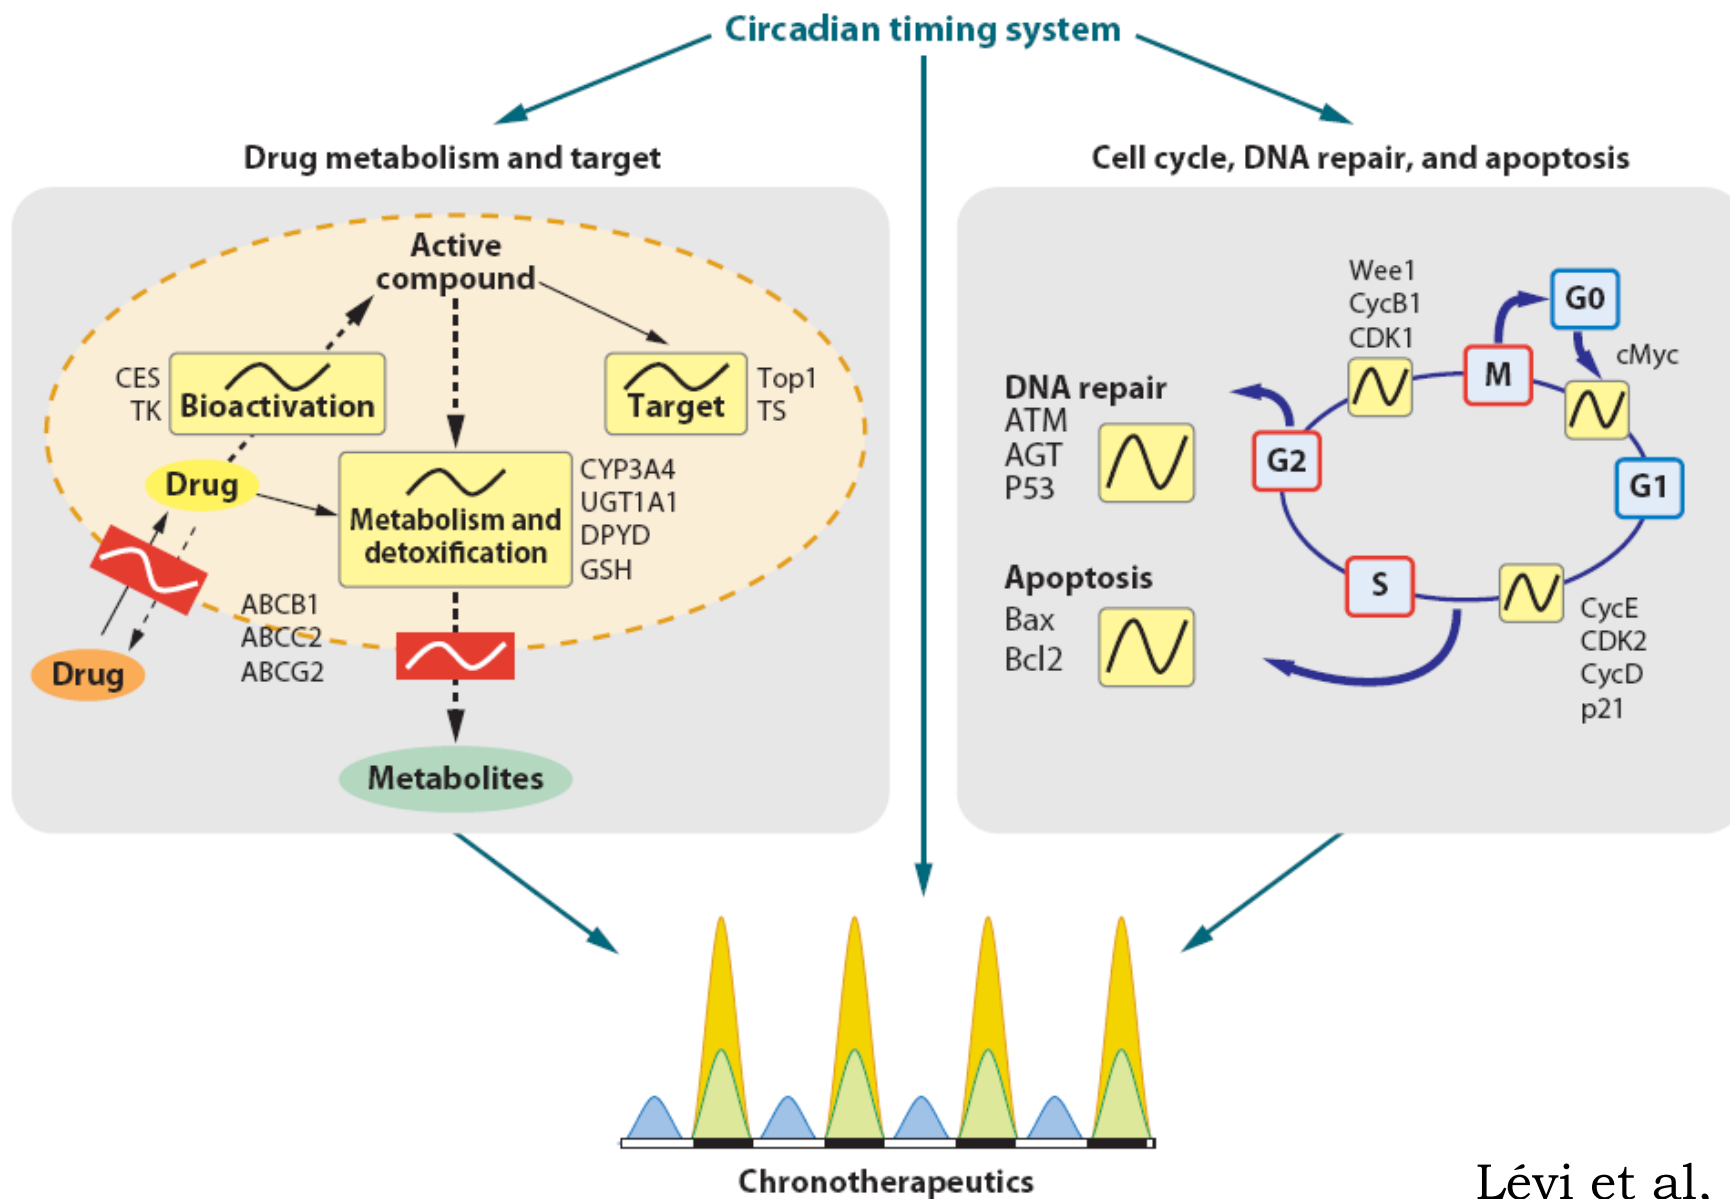 Circadian timing system
Drug metabolism and target
Active
compound
CES
TK
Bioactivation
Target
Top1
TS
Drug
Metabolism and
detoxification
CYP3A4
UGT1A1
DPYD
GSH
ABCB1
ABCC2
ABCG2
Drug
Metabolites
Cell cycle, DNA repair, and apoptosis
Wee1
CycB1
CDK1
G0
cMyc
M
DNA repair
ATM
AGT
P53
G2
G1
Apoptosis
Bax
Bcl2
S
CycE
CDK2
CycD
p21
Chronotherapeutics
Lévi et al,